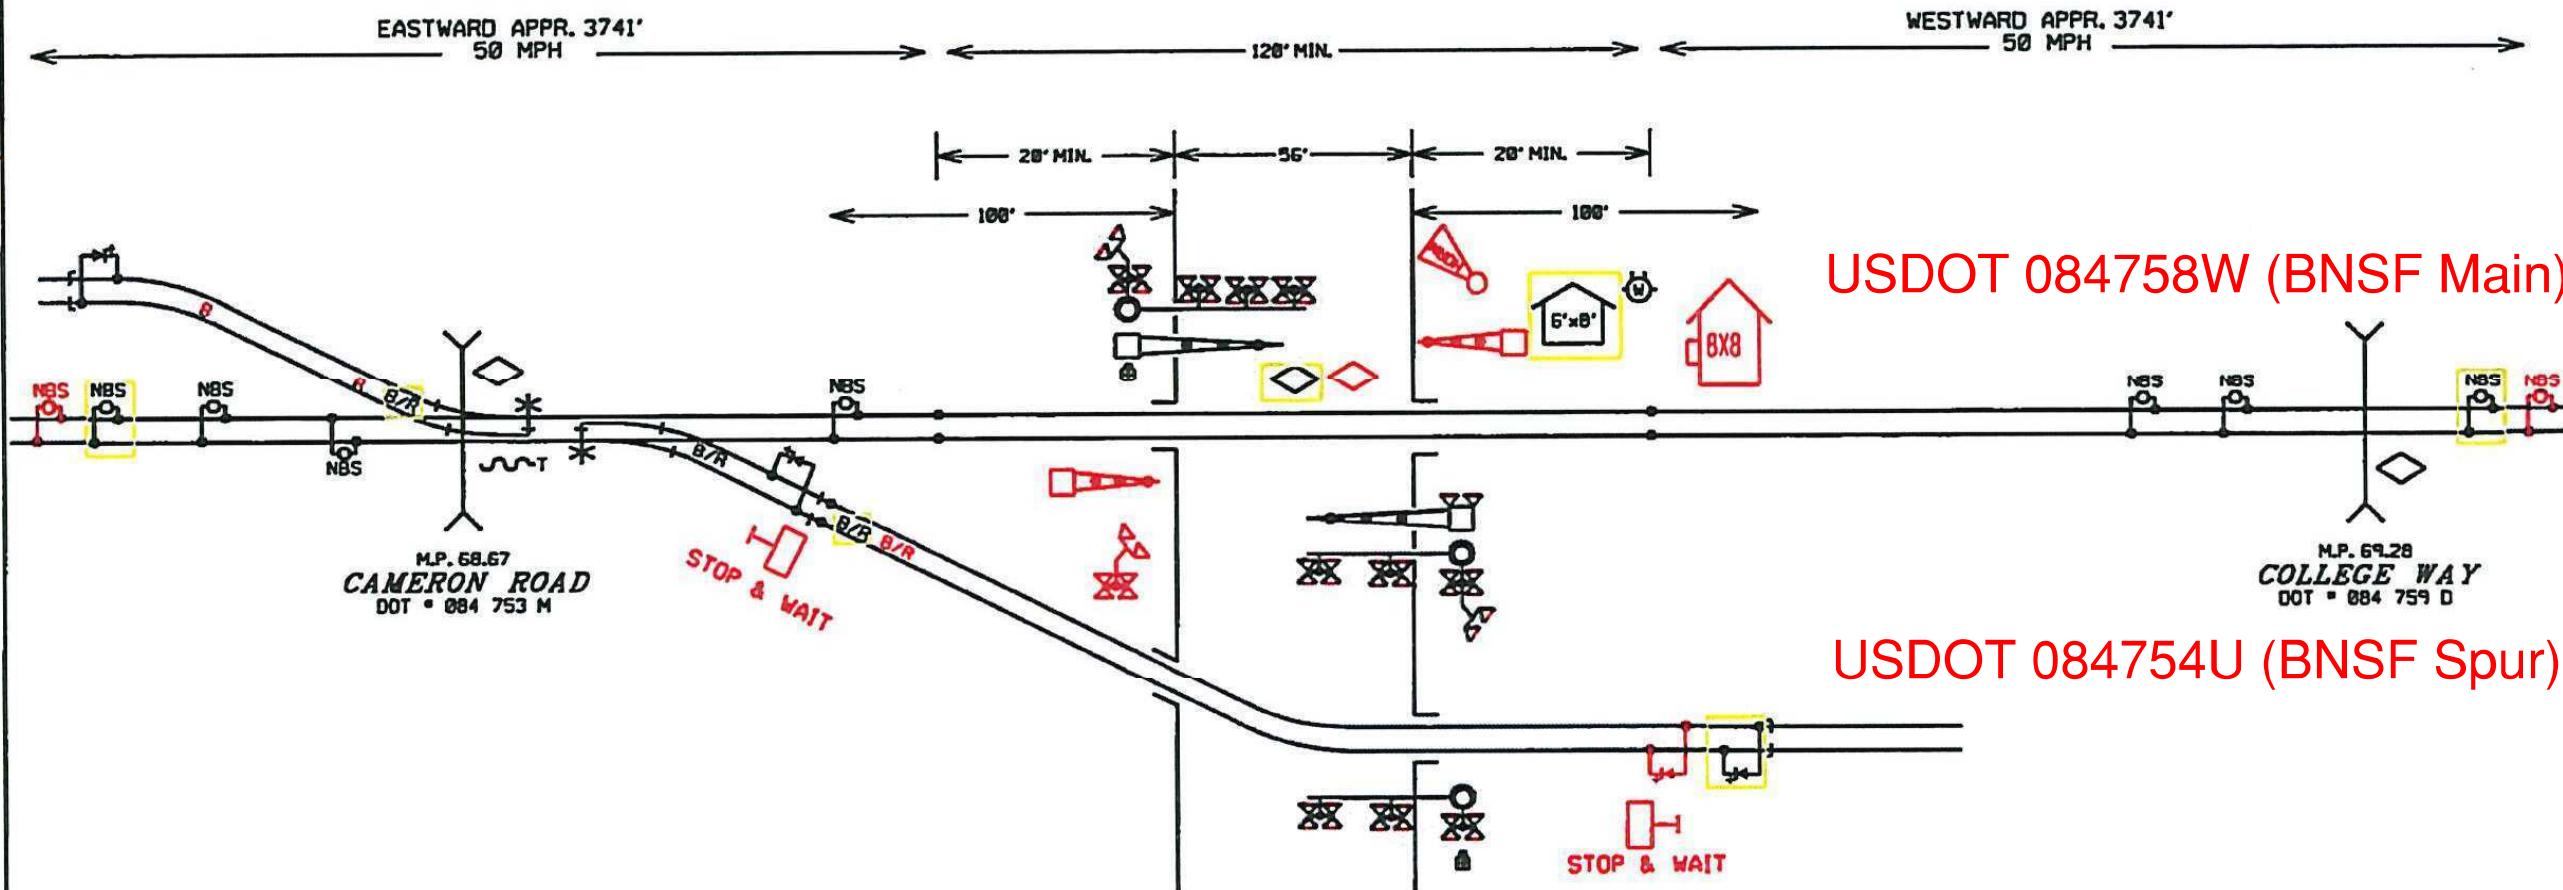 EASTWARD APPR. 3741'
50 MPH
120' MIN.
WESTWARD APPR. 3741'
50 MPH
20' MIN.
56'
20' MIN.
100'
100'
USDOT 084758W (BNSF Main)
6'x8'
W
8X8
B
B
B/R
NBS
NBS
NBS
NBS
NBS
NBS
NBS
NBS
NBS
T
B/R
B/R
B/R
STOP & WAIT
M.P. 68.67
CAMERON ROAD
DOT # 084 753 M
M.P. 69.28
COLLEGE WAY
DOT # 084 759 D
USDOT 084754U (BNSF Spur)
STOP & WAIT